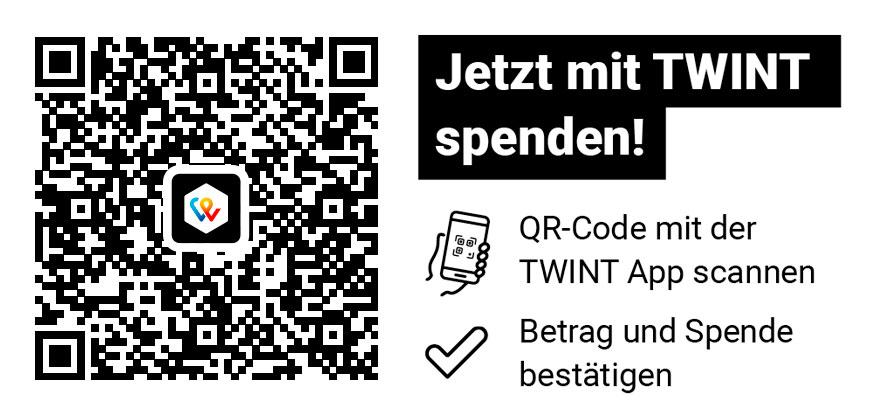 Jetzt mit TWINT
spenden!
QR-Code mit der
TWINT App scannen
Betrag und Spende
bestätigen